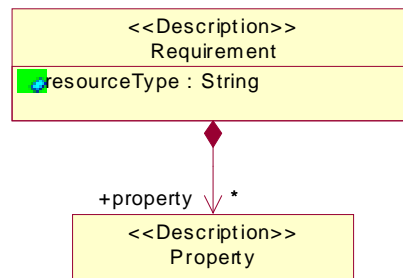 <<Description>>
Requirement
resourceType : String
+property *
<<Description>>
Property